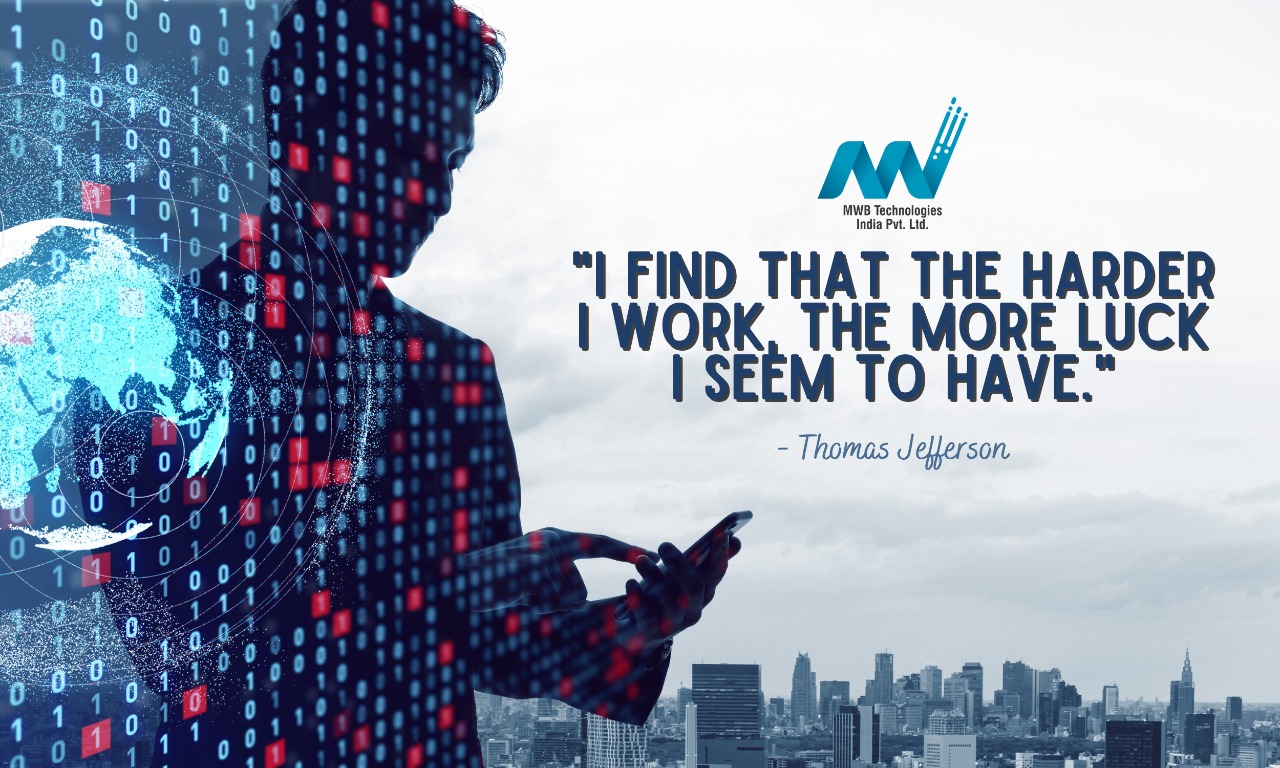 MWB Technologies
India Pvt. Ltd.
"I FIND THAT THE HARDER
I WORK, THE MORE LUCK
I SEEM TO HAVE."
- Thomas Jefferson